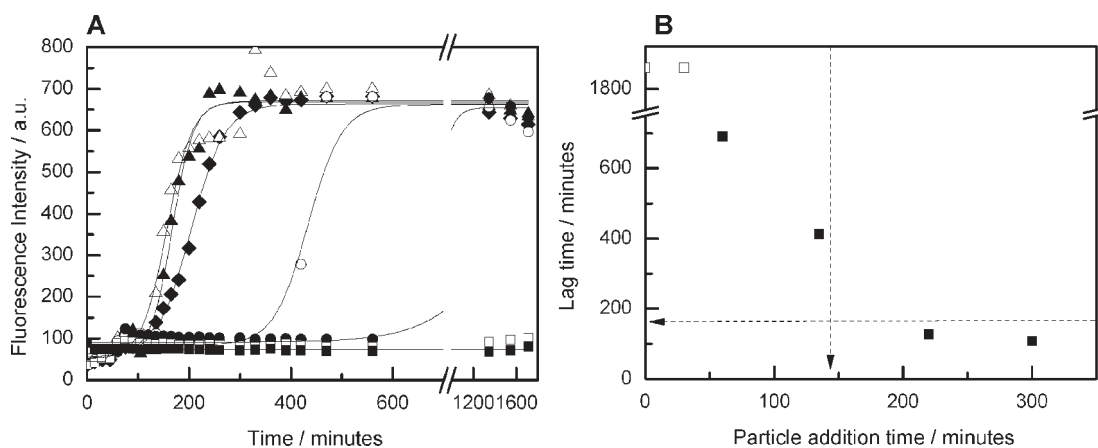 A
800
700
600
500
400
300
200
100
0
Fluorescence Intensity / a.u.
0 200 400 600 1200 1600
Time / minutes
B
1800
600
400
200
0
Lag time / minutes
0 100 200 300
Particle addition time / minutes